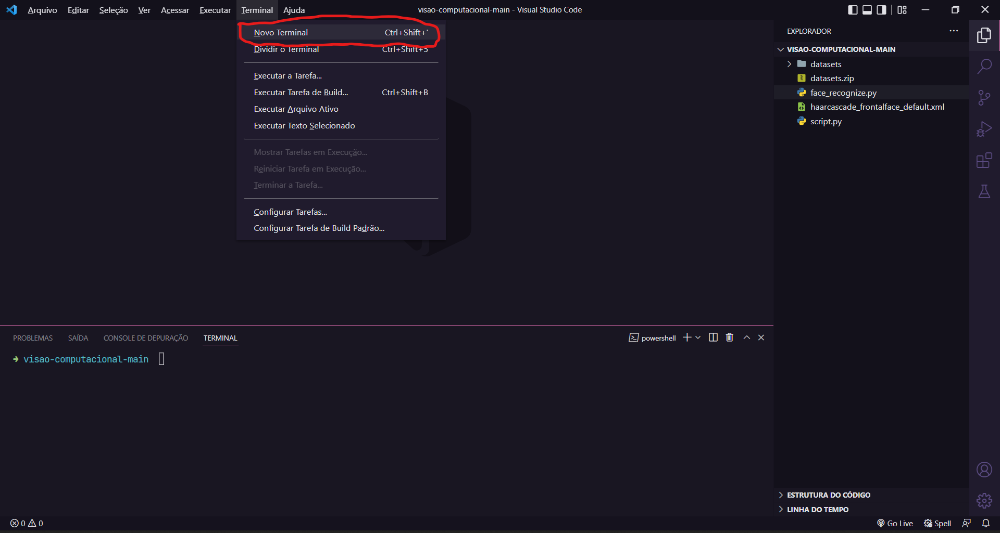 Arquivo Editar Seleção Ver Acessar Executar Terminal Ajuda visao-computacional-main - Visual Studio Code
Novo Terminal Ctrl+Shift+'
Dividir o Terminal Ctrl+Shift+5
Executar a Tarefa...
Executar Tarefa de Build... Ctrl+Shift+B
Executar Arquivo Ativo
Executar Texto Selecionado
Mostrar Tarefas em Execução...
Reiniciar Tarefa em Execução...
Terminar a Tarefa...
Configurar Tarefas...
Configurar Tarefa de Build Padrão...
EXPLORADOR
VISAO-COMPUTACIONAL-MAIN
datasets
datasets.zip
face_recognize.py
haarcascade_frontalface_default.xml
script.py
ESTRUTURA DO CÓDIGO
LINHA DO TEMPO
PROBLEMAS SAÍDA CONSOLE DE DEPURAÇÃO TERMINAL powershell
visao-computacional-main
0 0 Go Live Spell